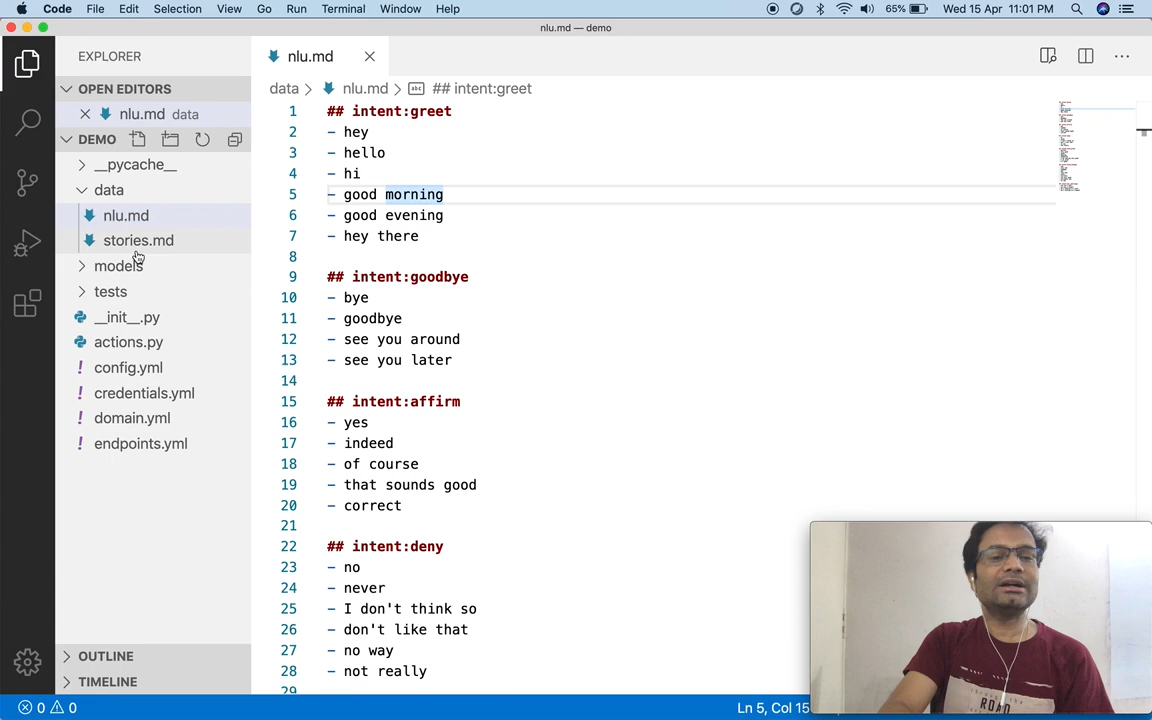 Code File Edit Selection View Go Run Terminal Window Help 65% Wed 15 Apr 11:01 PM
nlu.md — demo
EXPLORER
nlu.md
OPEN EDITORS
data > nlu.md > ## intent:greet
nlu.md data
DEMO
__pycache__
data
nlu.md
stories.md
models
tests
__init__.py
actions.py
config.yml
credentials.yml
domain.yml
endpoints.yml
OUTLINE
TIMELINE
1 ## intent:greet
2 - hey
3 - hello
4 - hi
5 - good morning
6 - good evening
7 - hey there
8
9 ## intent:goodbye
10 - bye
11 - goodbye
12 - see you around
13 - see you later
14
15 ## intent:affirm
16 - yes
17 - indeed
18 - of course
19 - that sounds good
20 - correct
21
22 ## intent:deny
23 - no
24 - never
25 - I don't think so
26 - don't like that
27 - no way
28 - not really
29
0 0
Ln 5, Col 15
ROAD